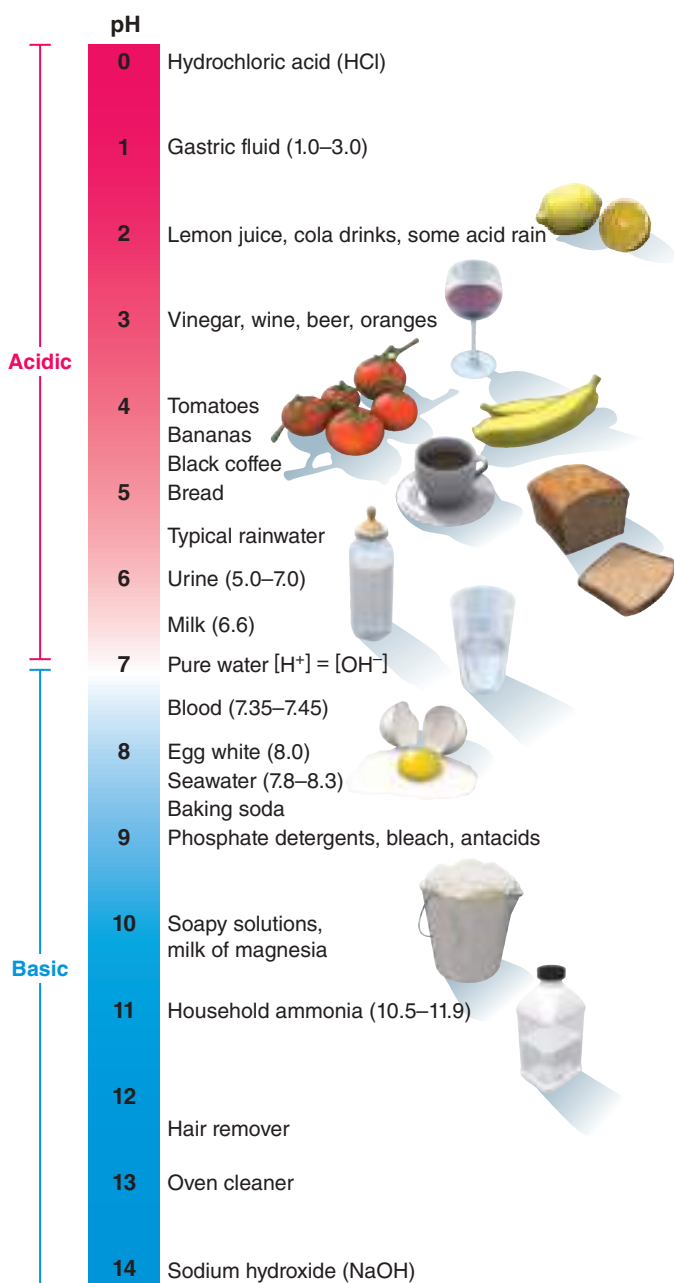 pH
0 Hydrochloric acid (HCl)
1 Gastric fluid (1.0–3.0)
2 Lemon juice, cola drinks, some acid rain
3 Vinegar, wine, beer, oranges
Acidic
4 Tomatoes
Bananas
Black coffee
5 Bread
Typical rainwater
6 Urine (5.0–7.0)
Milk (6.6)
7 Pure water [H⁺] = [OH⁻]
Blood (7.35–7.45)
8 Egg white (8.0)
Seawater (7.8–8.3)
Baking soda
9 Phosphate detergents, bleach, antacids
10 Soapy solutions,
milk of magnesia
Basic
11 Household ammonia (10.5–11.9)
12
Hair remover
13 Oven cleaner
14 Sodium hydroxide (NaOH)